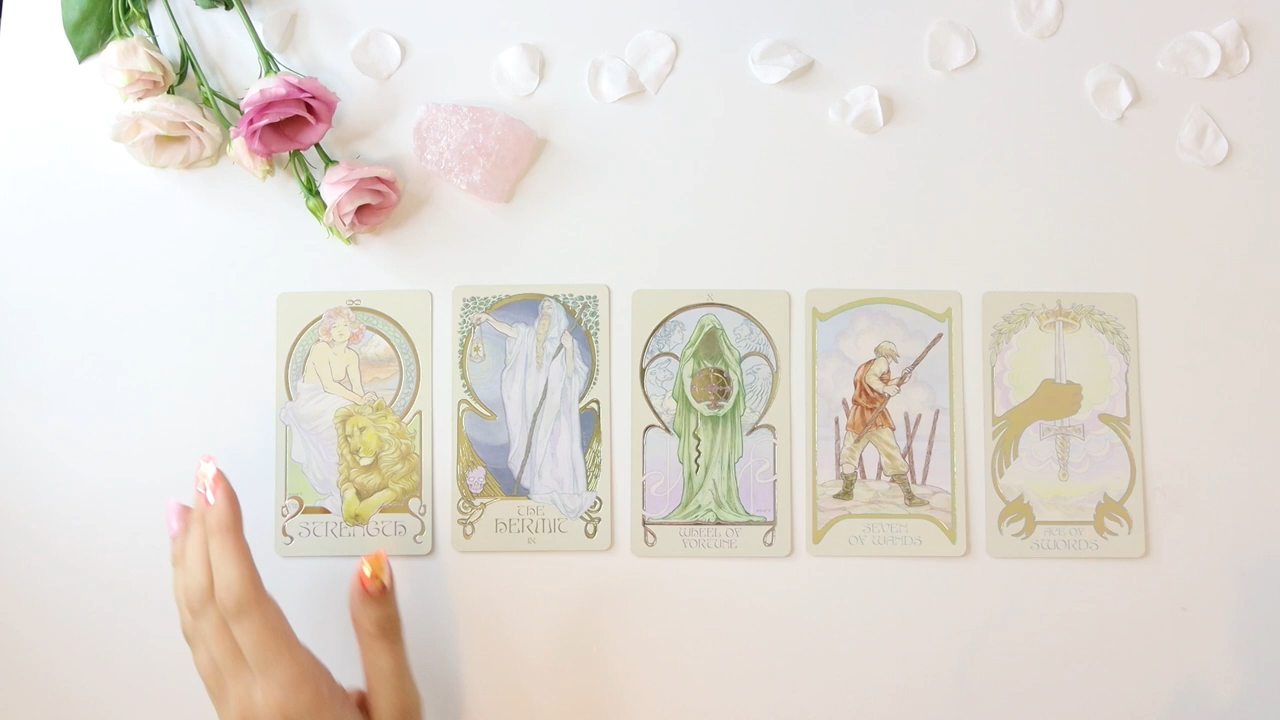 STRENGTH
THE
HERMIT
IX
X
WHEEL OF
FORTUNE
SEVEN
OF WANDS
ACE OF
SWORDS